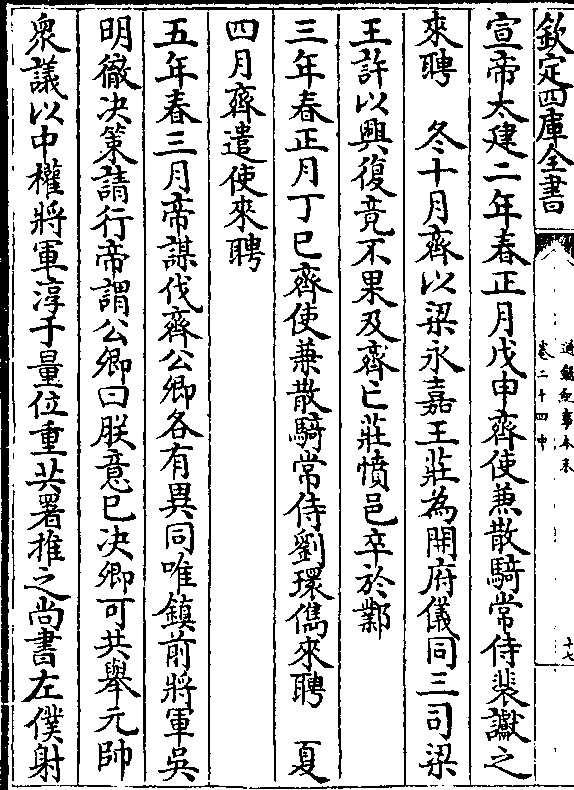 欽定四庫全書
通鑑紀事本末
卷二十四中
十七
宣帝太建二年春正月戊申齊使兼散騎常侍裴讞之
來聘　冬十月齊以梁永嘉王莊為開府儀同三司梁
王許以興復竟不果及齊亡莊憤邑卒於鄴
三年春正月丁巳齊使兼散騎常侍劉環儁來聘　夏
四月齊遣使來聘
五年春三月帝謀伐齊公卿各有異同唯鎮前將軍吳
明徹決策請行帝謂公卿曰朕意已決卿可共舉元帥
衆議以中權將軍淳于量位重共署推之尚書左僕射